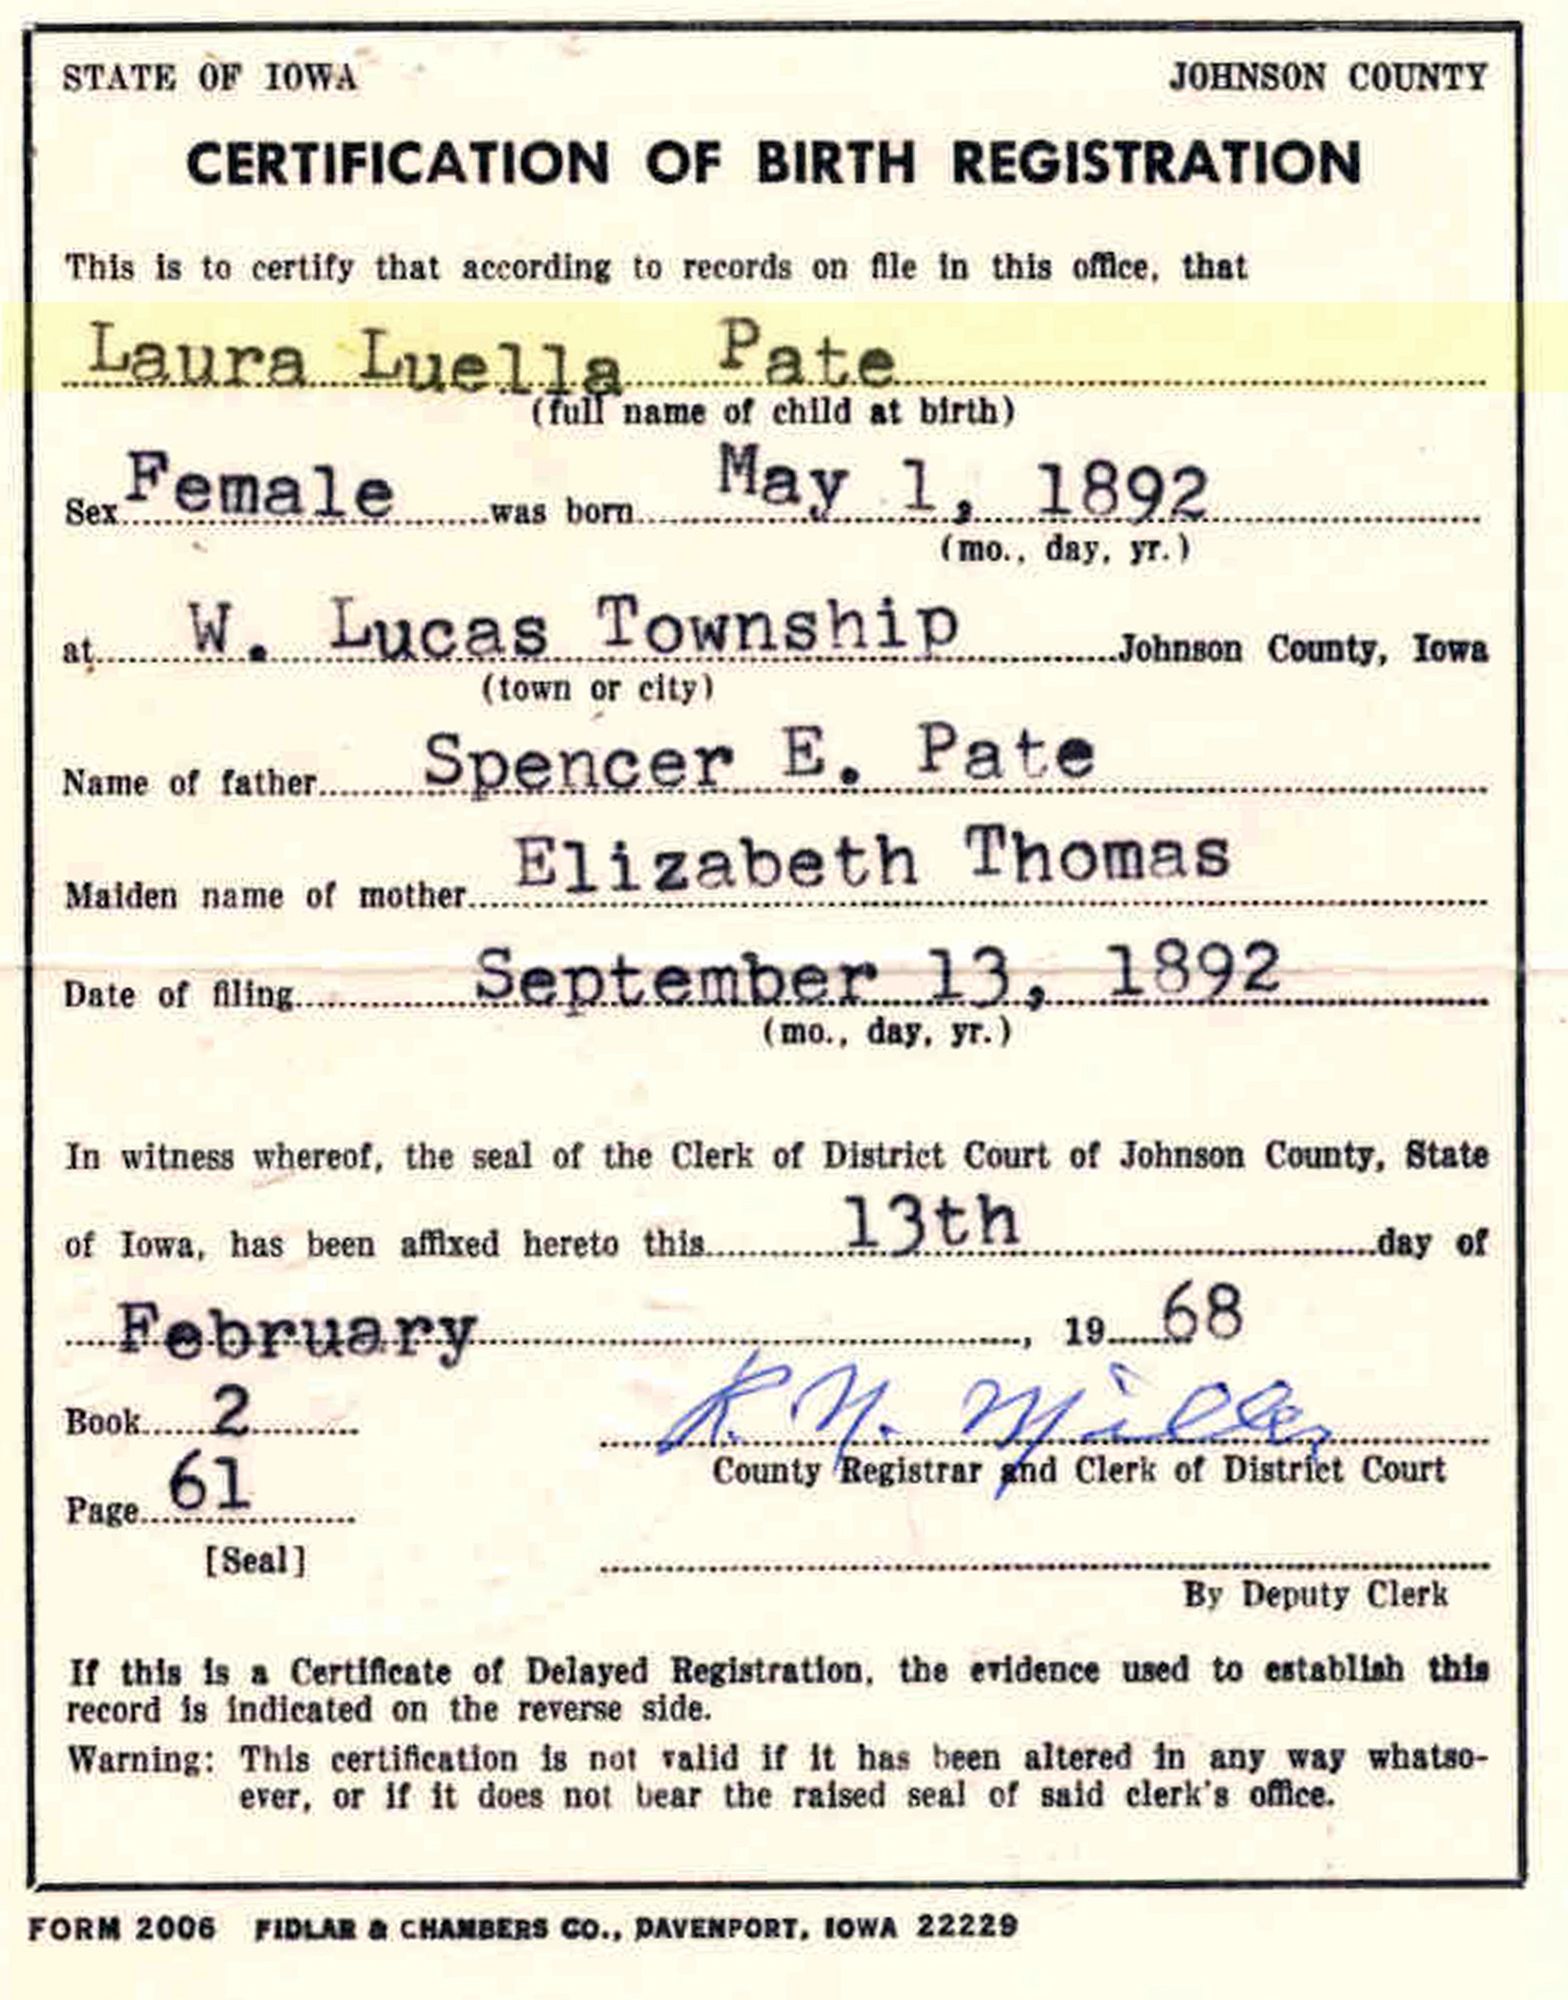 STATE OF IOWA JOHNSON COUNTY
CERTIFICATION OF BIRTH REGISTRATION
This is to certify that according to records on file in this office, that
Laura Luella Pate
(full name of child at birth)
Sex Female was born May 1, 1892
(mo., day, yr.)
at W. Lucas Township Johnson County, Iowa
(town or city)
Name of father Spencer E. Pate
Maiden name of mother Elizabeth Thomas
Date of filing September 13, 1892
(mo., day, yr.)
In witness whereof, the seal of the Clerk of District Court of Johnson County, State
of Iowa, has been affixed hereto this 13th day of
February, 19 68
Book 2 R. N. Miller
County Registrar and Clerk of District Court
Page 61
[Seal]
By Deputy Clerk
If this is a Certificate of Delayed Registration, the evidence used to establish this
record is indicated on the reverse side.
Warning: This certification is not valid if it has been altered in any way whatso-
ever, or if it does not bear the raised seal of said clerk's office.
FORM 2006 FIDLAR & CHAMBERS CO., DAVENPORT, IOWA 22229